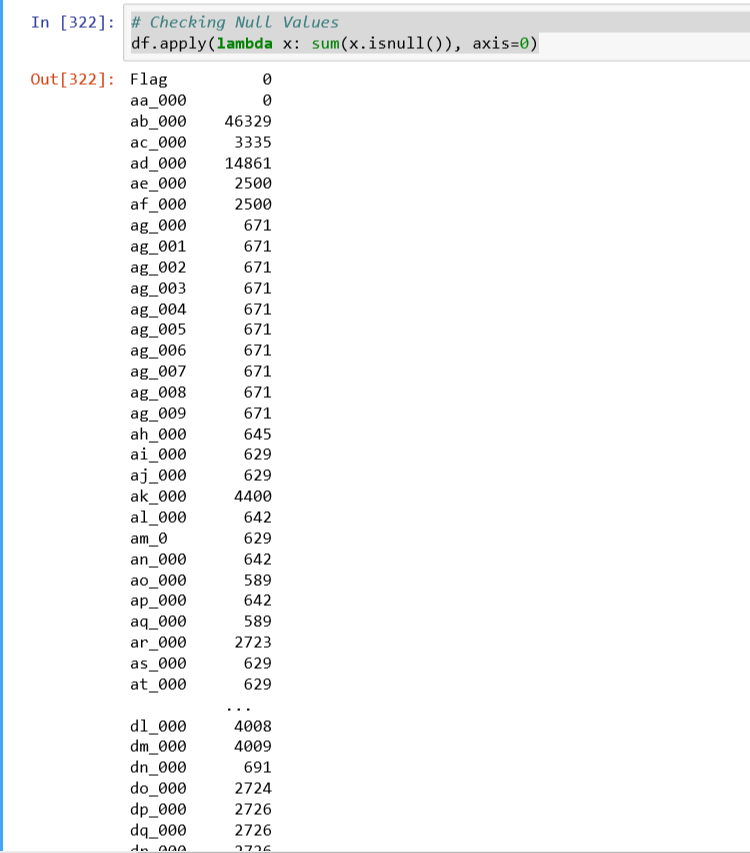 In [322]: # Checking Null Values
df.apply(lambda x: sum(x.isnull()), axis=0)
Out[322]: Flag 0
aa_000 0
ab_000 46329
ac_000 3335
ad_000 14861
ae_000 2500
af_000 2500
ag_000 671
ag_001 671
ag_002 671
ag_003 671
ag_004 671
ag_005 671
ag_006 671
ag_007 671
ag_008 671
ag_009 671
ah_000 645
ai_000 629
aj_000 629
ak_000 4400
al_000 642
am_0 629
an_000 642
ao_000 589
ap_000 642
aq_000 589
ar_000 2723
as_000 629
at_000 629
...
dl_000 4008
dm_000 4009
dn_000 691
do_000 2724
dp_000 2726
dq_000 2726